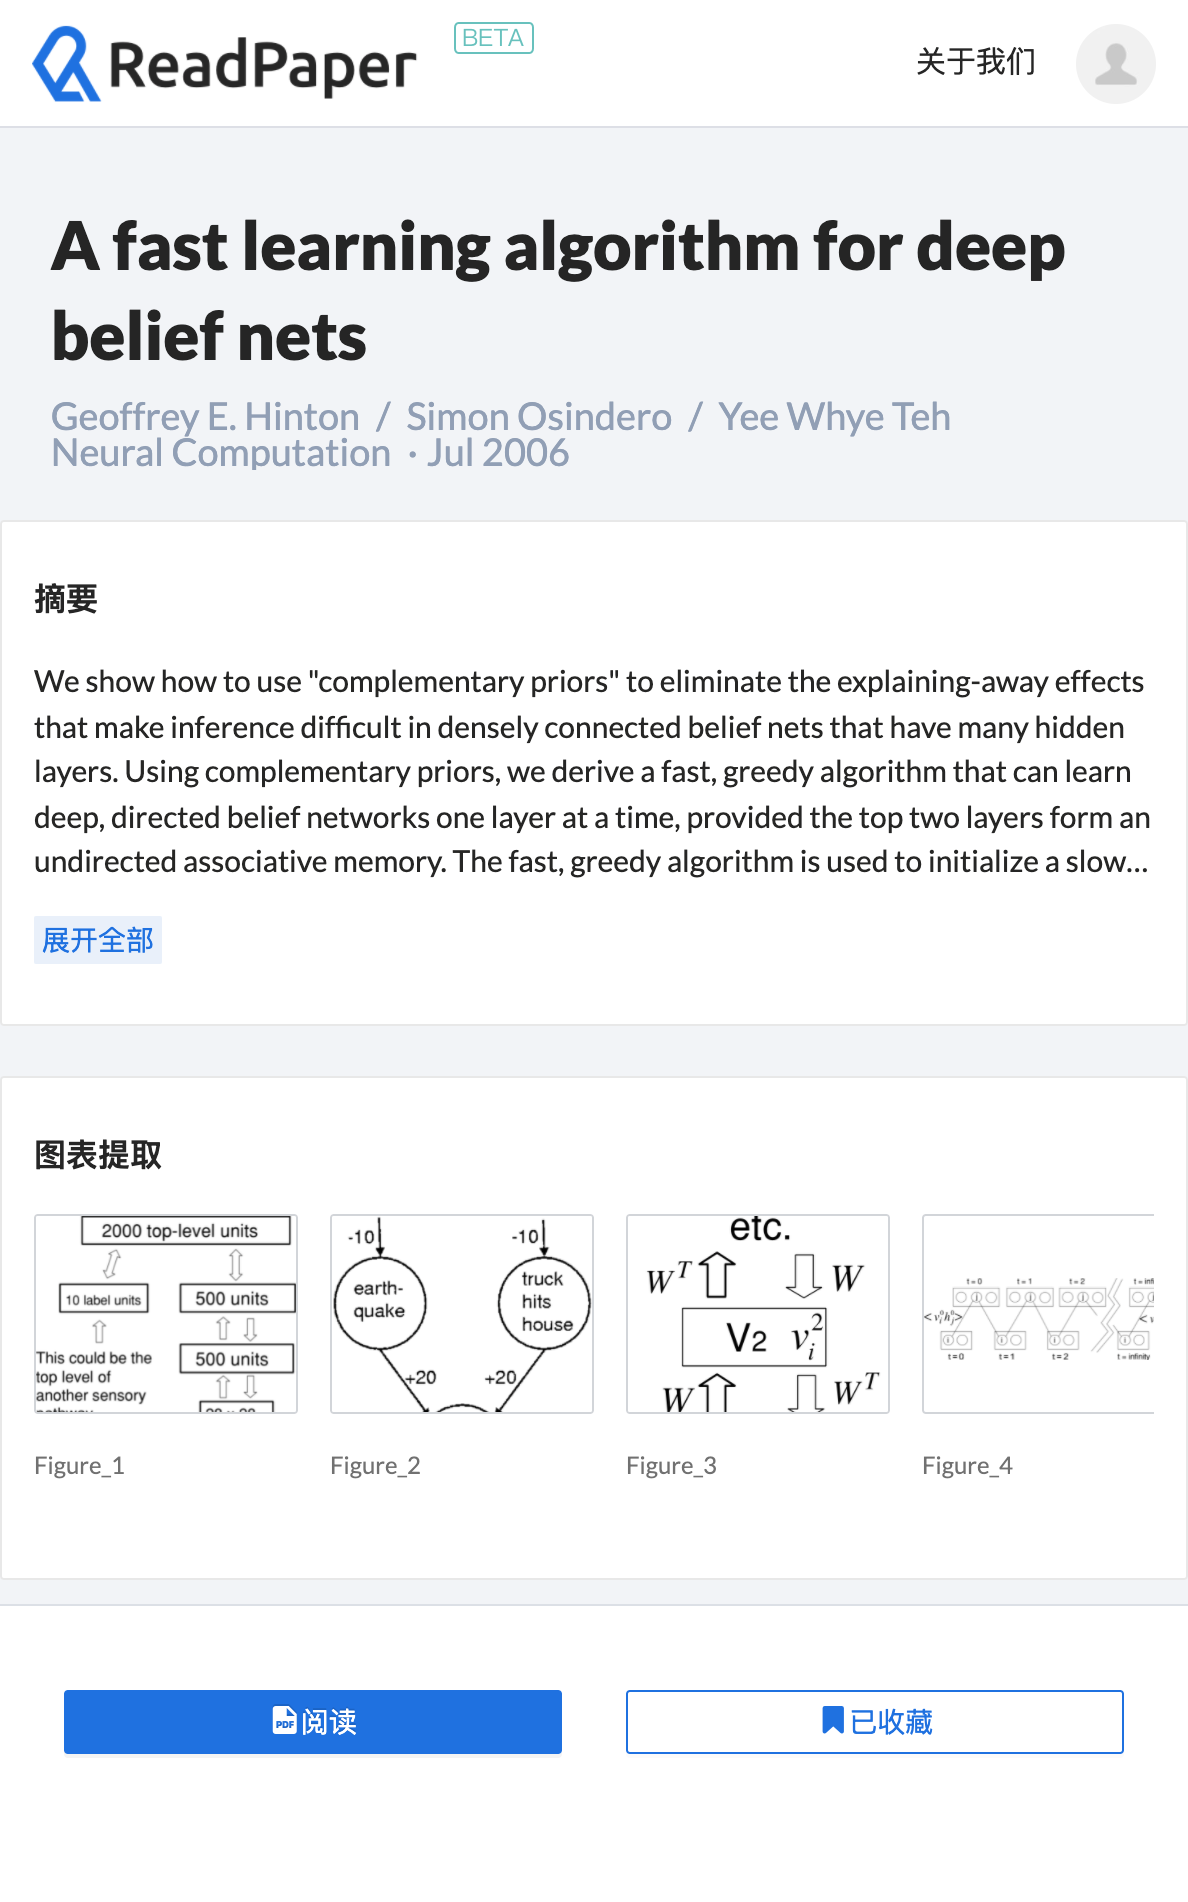 ReadPaper BETA 关于我们
A fast learning algorithm for deep
belief nets
Geoffrey E. Hinton / Simon Osindero / Yee Whye Teh
Neural Computation · Jul 2006
摘要
We show how to use "complementary priors" to eliminate the explaining-away effects
that make inference difficult in densely connected belief nets that have many hidden
layers. Using complementary priors, we derive a fast, greedy algorithm that can learn
deep, directed belief networks one layer at a time, provided the top two layers form an
undirected associative memory. The fast, greedy algorithm is used to initialize a slow...
展开全部
图表提取
2000 top-level units
10 label units
500 units
This could be the
top level of
another sensory
500 units
-10
-10
earth-
quake
truck
hits
house
+20
+20
etc.
W^T
W
V2
v_i^2
W
W^T
t=0 t=1 t=2
<v_i^0 h_j^0>
t=0 t=1 t=2 t=infinity
Figure_1 Figure_2 Figure_3 Figure_4
PDF 阅读
已收藏